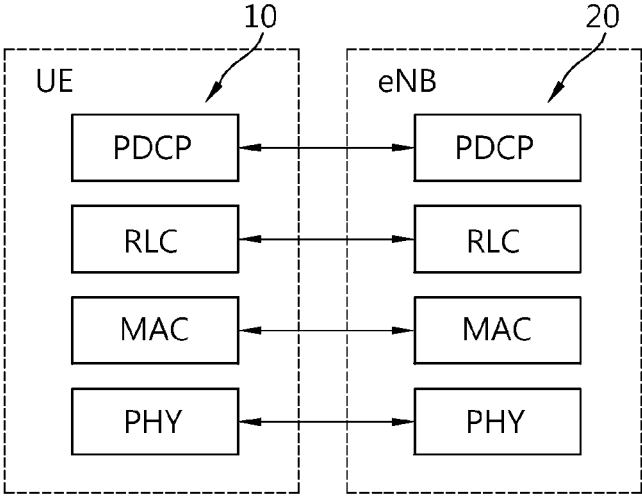 10 20
UE eNB
PDCP PDCP
RLC RLC
MAC MAC
PHY PHY